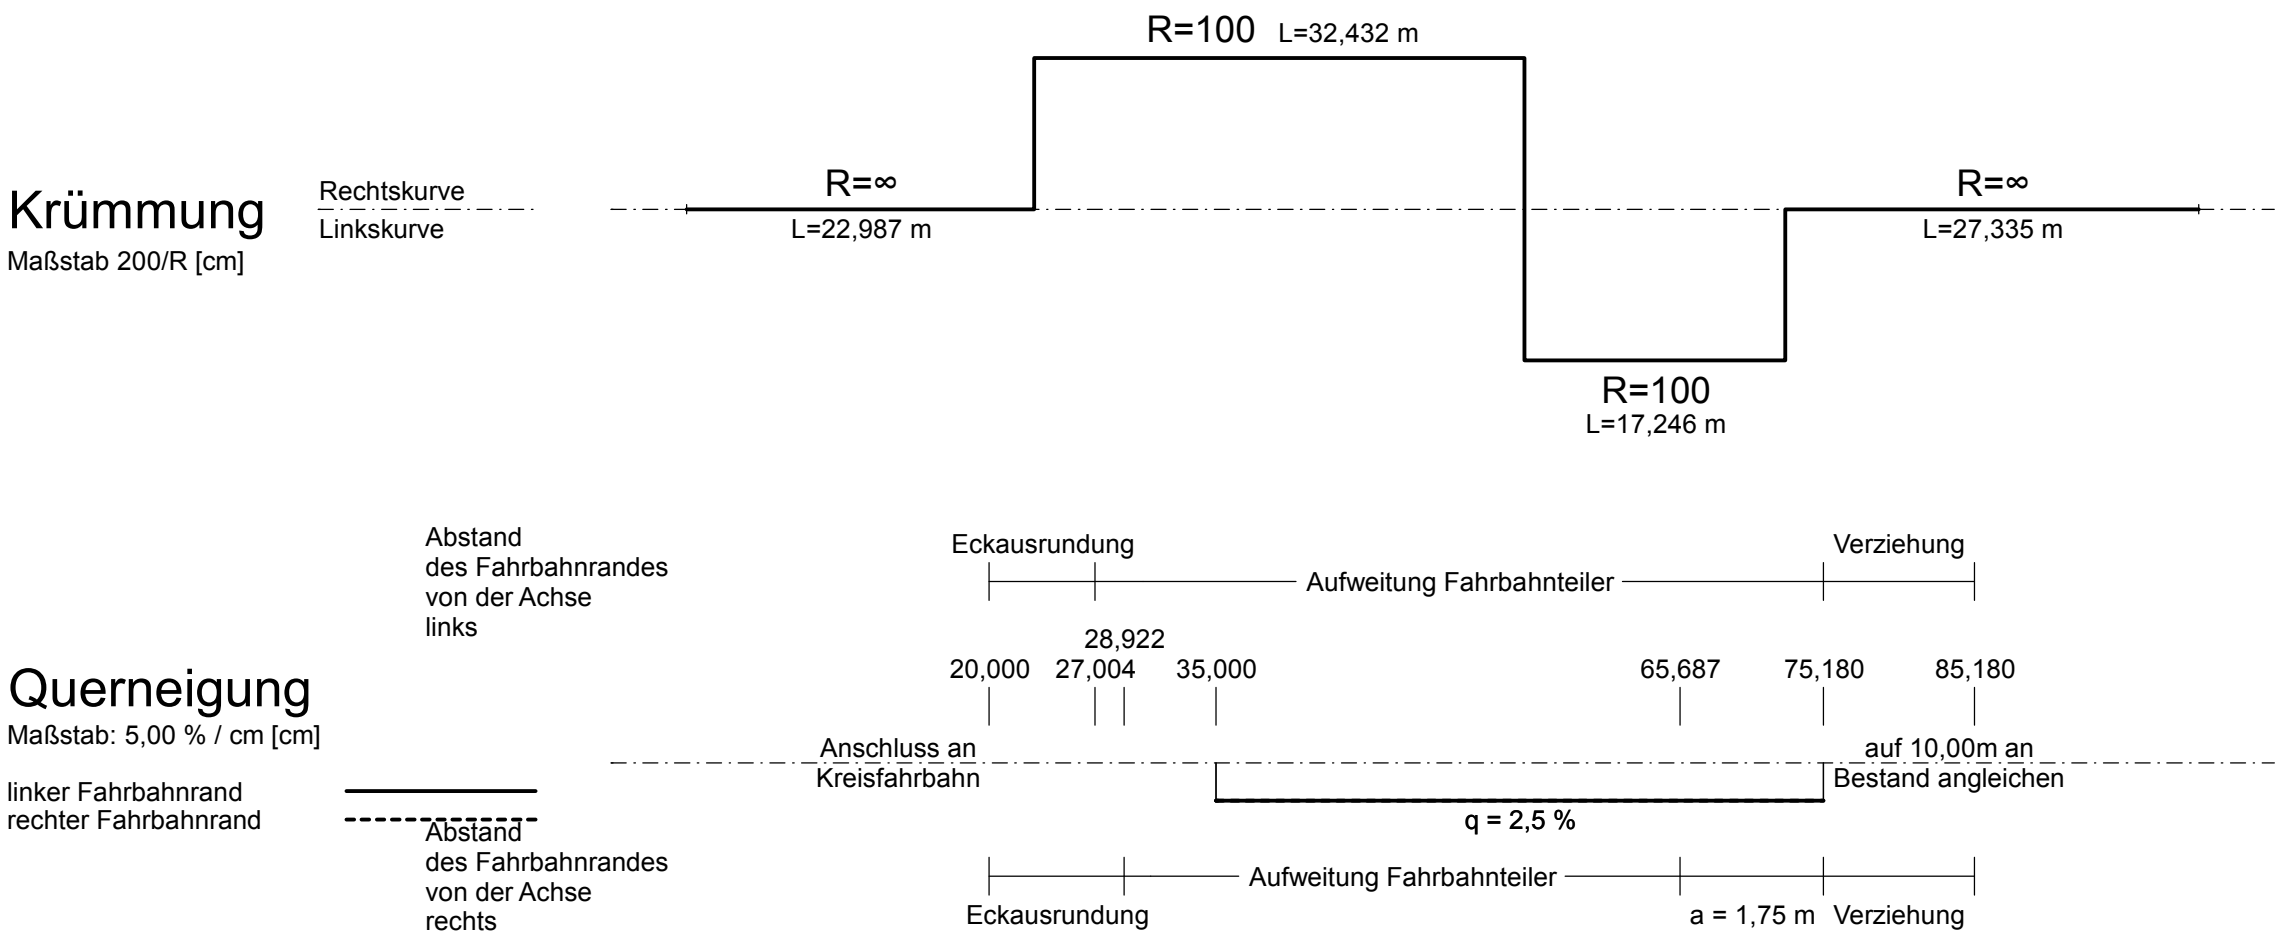 R=100 L=32,432 m
R=∞
R=∞
Krümmung
Rechtskurve
Linkskurve
L=22,987 m
L=27,335 m
Maßstab 200/R [cm]
R=100
L=17,246 m
Abstand
des Fahrbahnrandes
von der Achse
links
Eckausrundung
Verziehung
Aufweitung Fahrbahnteiler
28,922
20,000 27,004 35,000 65,687 75,180 85,180
Querneigung
Maßstab: 5,00 % / cm [cm]
Anschluss an
Kreisfahrbahn
auf 10,00m an
Bestand angleichen
linker Fahrbahnrand
rechter Fahrbahnrand
q = 2,5 %
Abstand
des Fahrbahnrandes
von der Achse
rechts
Aufweitung Fahrbahnteiler
Eckausrundung
a = 1,75 m Verziehung